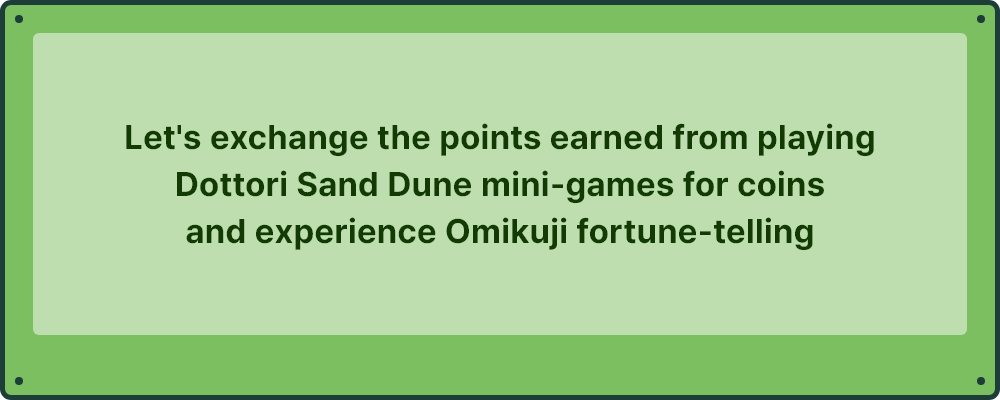 Let's exchange the points earned from playing
Dottori Sand Dune mini-games for coins
and experience Omikuji fortune-telling